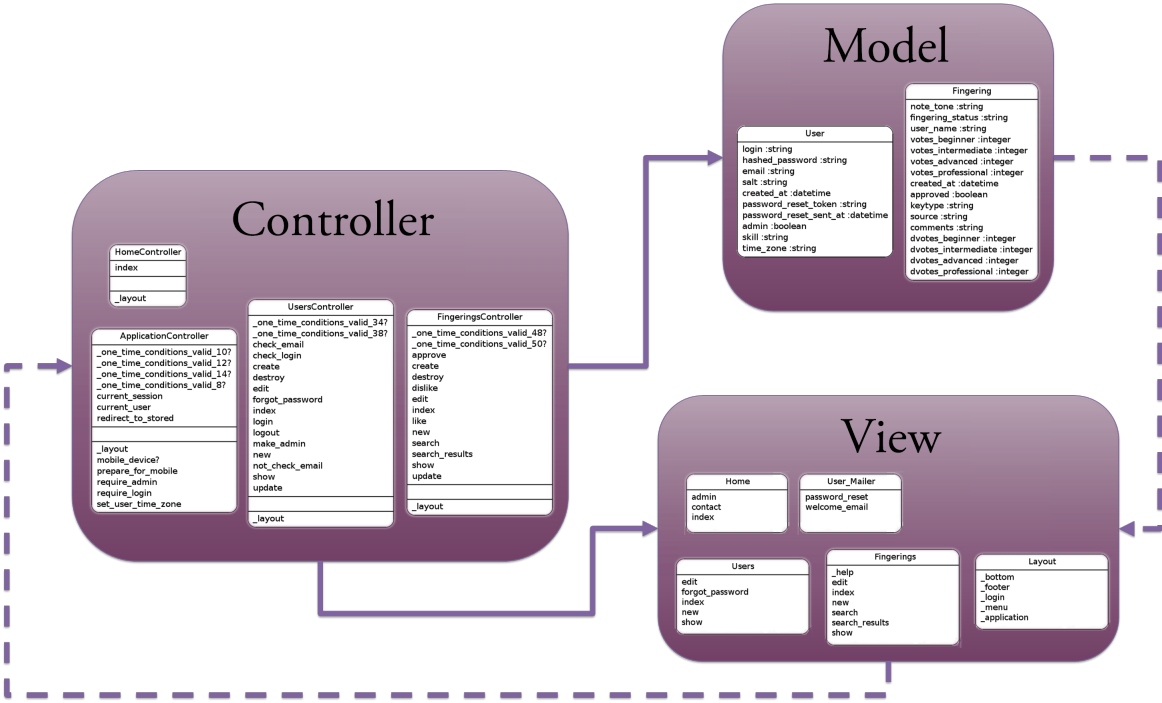 Model
User
login :string
hashed_password :string
email :string
salt :string
created_at :datetime
password_reset_token :string
password_reset_sent_at :datetime
admin :boolean
skill :string
time_zone :string
Fingering
note_tone :string
fingering_status :string
user_name :string
votes_beginner :integer
votes_intermediate :integer
votes_advanced :integer
votes_professional :integer
created_at :datetime
approved :boolean
keytype :string
source :string
comments :string
dvotes_beginner :integer
dvotes_intermediate :integer
dvotes_advanced :integer
dvotes_professional :integer
Controller
HomeController
index
_layout
ApplicationController
_one_time_conditions_valid_10?
_one_time_conditions_valid_12?
_one_time_conditions_valid_14?
_one_time_conditions_valid_8?
current_session
current_user
redirect_to_stored
_layout
mobile_device?
prepare_for_mobile
require_admin
require_login
set_user_time_zone
UsersController
_one_time_conditions_valid_34?
_one_time_conditions_valid_38?
check_email
check_login
create
destroy
edit
forgot_password
index
login
logout
make_admin
new
not_check_email
show
update
_layout
FingeringsController
_one_time_conditions_valid_48?
_one_time_conditions_valid_50?
approve
create
destroy
dislike
edit
index
like
new
search
search_results
show
update
_layout
View
Home
admin
contact
index
User_Mailer
password_reset
welcome_email
Users
edit
forgot_password
index
new
show
Fingerings
_help
edit
index
new
search
search_results
show
Layout
_bottom
_footer
_login
_menu
_application